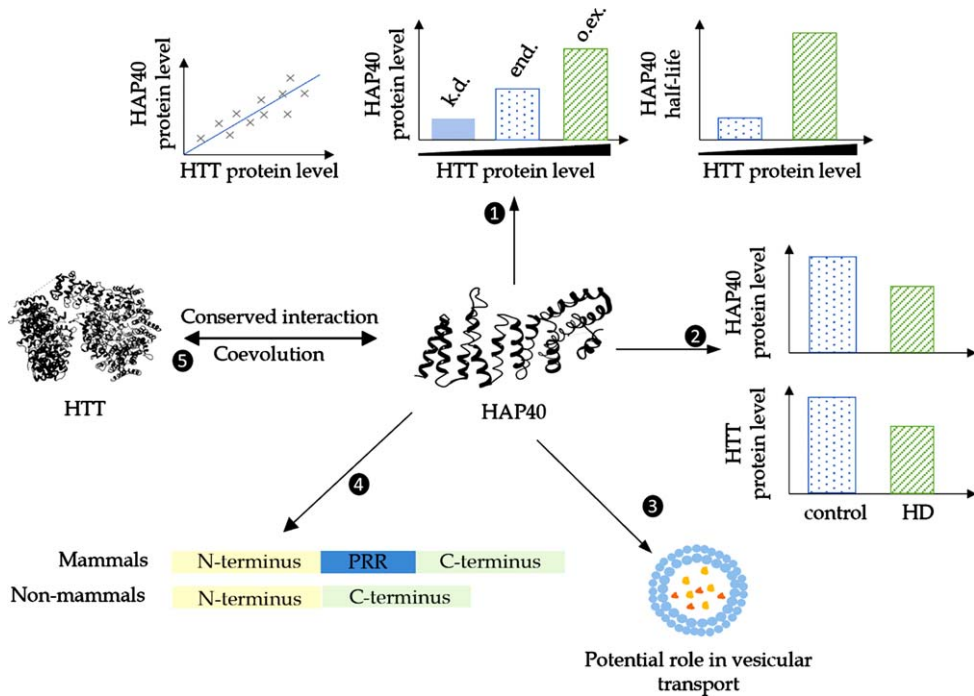 HAP40
protein level
HTT protein level
HAP40
protein level
k.d.
end.
o.ex.
HTT protein level
HAP40
half-life
HTT protein level
1
HTT
Conserved interaction
Coevolution
5
HAP40
2
HAP40
protein level
HTT
protein level
control
HD
4
3
Mammals
N-terminus
PRR
C-terminus
Non-mammals
N-terminus
C-terminus
Potential role in vesicular
transport